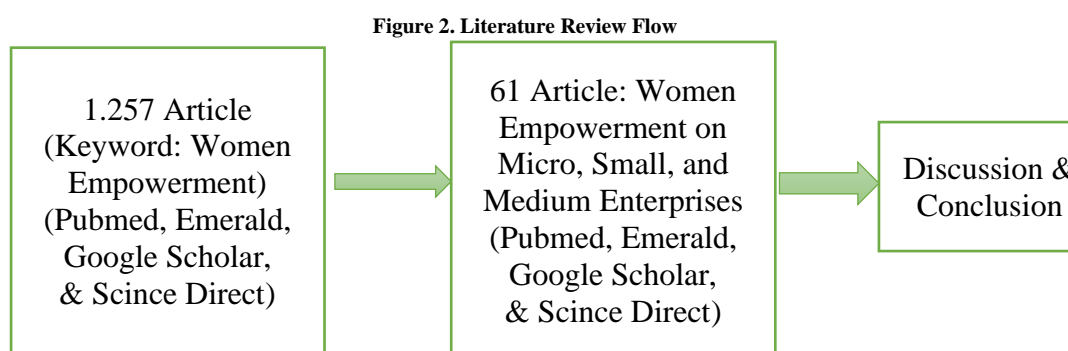 Figure 2. Literature Review Flow
1.257 Article
(Keyword: Women
Empowerment)
(Pubmed, Emerald,
Google Scholar,
& Scince Direct)
61 Article: Women
Empowerment on
Micro, Small, and
Medium Enterprises
(Pubmed, Emerald,
Google Scholar,
& Scince Direct)
Discussion &
Conclusion